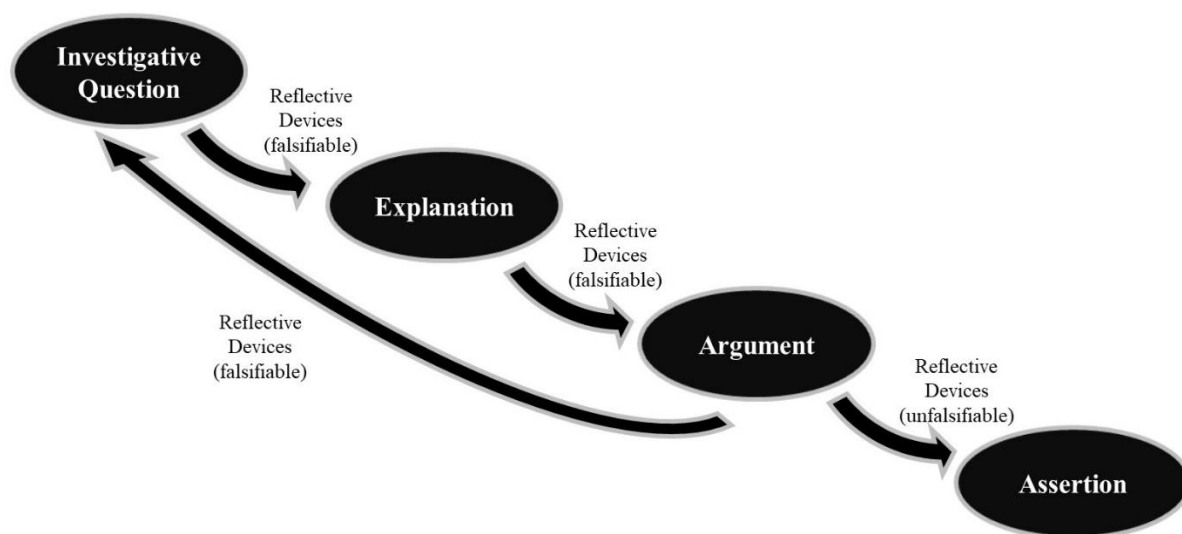 Investigative
Question
Reflective
Devices
(falsifiable)
Explanation
Reflective
Devices
(falsifiable)
Reflective
Devices
(falsifiable)
Argument
Reflective
Devices
(unfalsifiable)
Assertion